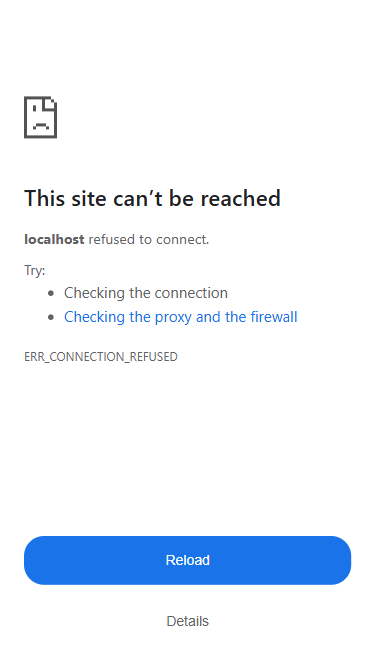 This site can’t be reached
localhost refused to connect.
Try:
Checking the connection
Checking the proxy and the firewall
ERR_CONNECTION_REFUSED
Reload
Details